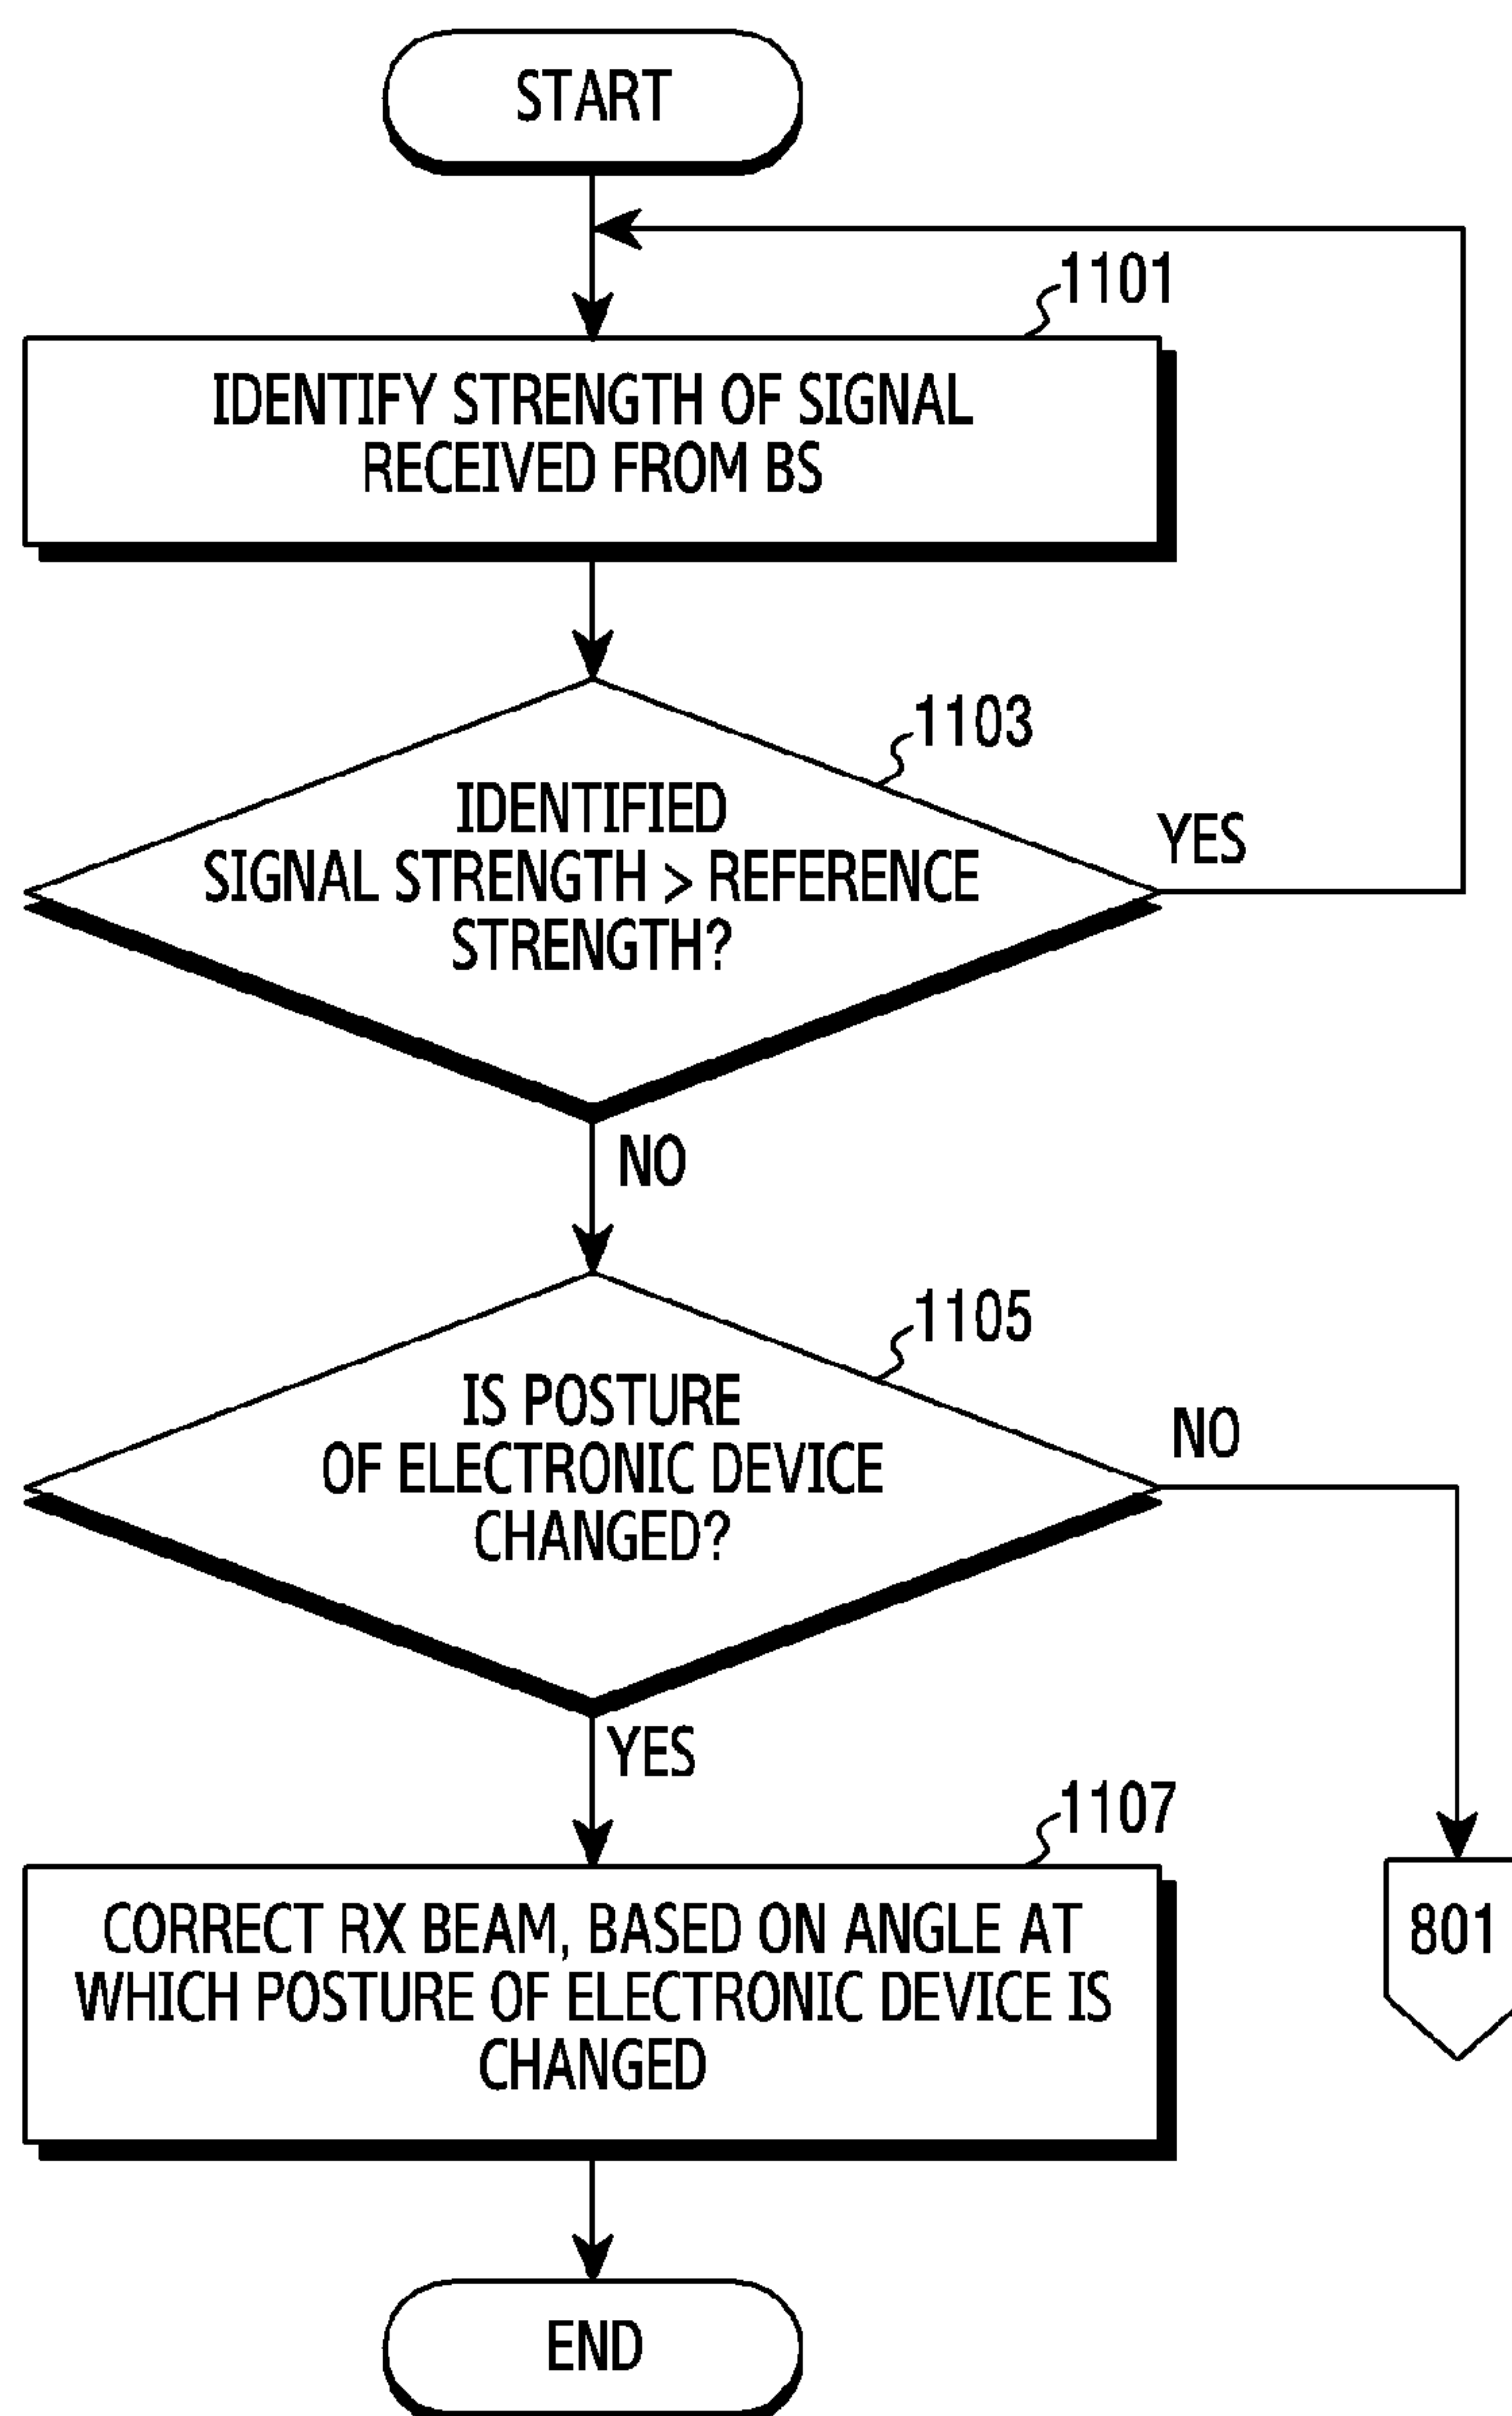 START
1101
IDENTIFY STRENGTH OF SIGNAL
RECEIVED FROM BS
1103
IDENTIFIED
SIGNAL STRENGTH > REFERENCE
STRENGTH?
YES
NO
1105
IS POSTURE
OF ELECTRONIC DEVICE
CHANGED?
NO
YES
1107
CORRECT RX BEAM, BASED ON ANGLE AT
WHICH POSTURE OF ELECTRONIC DEVICE IS
CHANGED
801
END